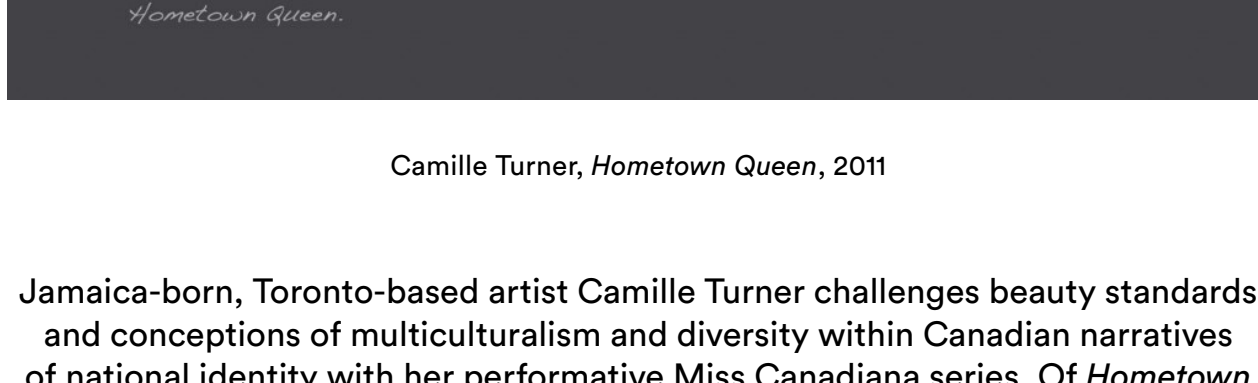 Hometown Queen.
Camille Turner, Hometown Queen, 2011
Jamaica-born, Toronto-based artist Camille Turner challenges beauty standards
and conceptions of multiculturalism and diversity within Canadian narratives
of national identity with her performative Miss Canadiana series. Of Hometown